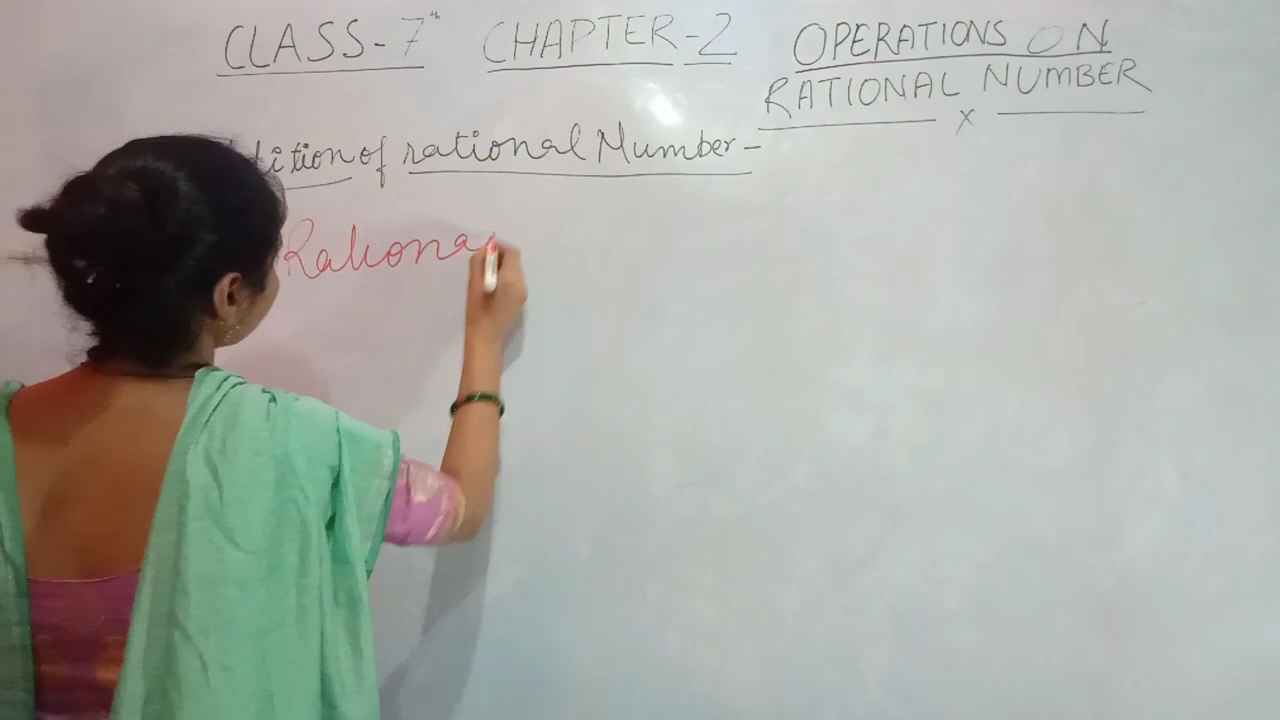 CLASS-7th CHAPTER-2 OPERATIONS ON
RATIONAL NUMBER
x
dition of rational Number-
Rationa